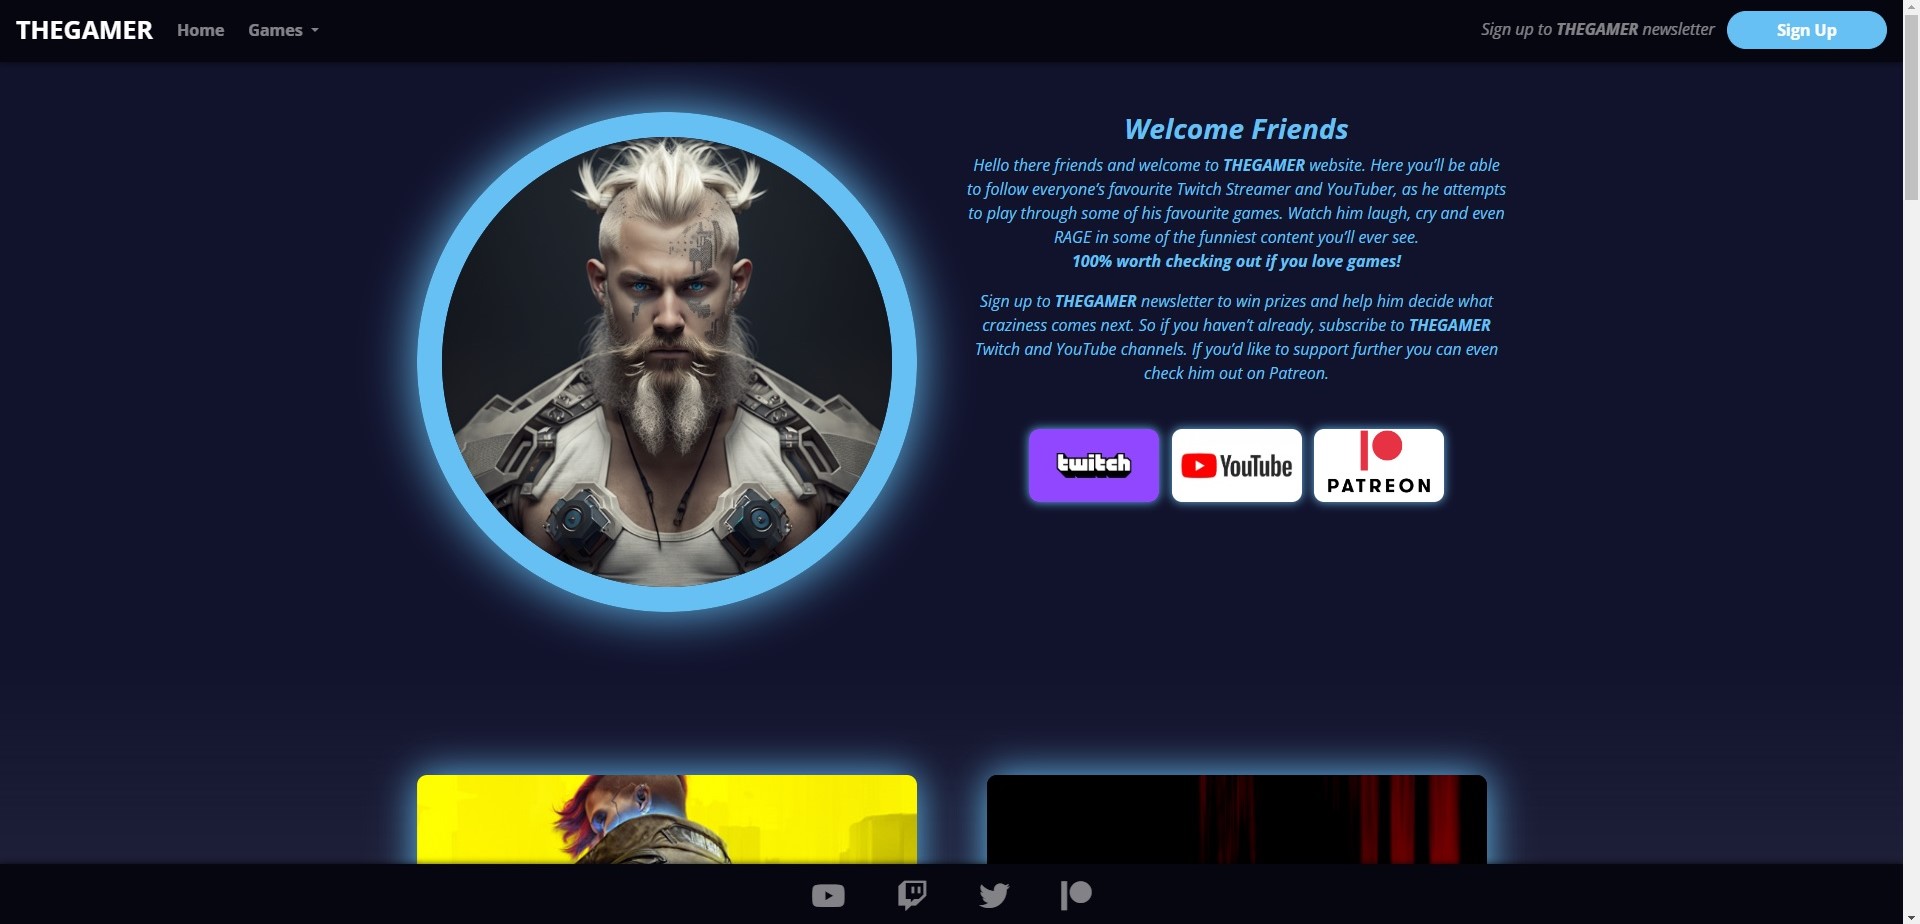 THEGAMER Home Games Sign up to THEGAMER newsletter Sign Up
Welcome Friends
Hello there friends and welcome to THEGAMER website. Here you'll be able
to follow everyone's favourite Twitch Streamer and YouTuber, as he attempts
to play through some of his favourite games. Watch him laugh, cry and even
RAGE in some of the funniest content you'll ever see.
100% worth checking out if you love games!
Sign up to THEGAMER newsletter to win prizes and help him decide what
craziness comes next. So if you haven't already, subscribe to THEGAMER
Twitch and YouTube channels. If you'd like to support further you can even
check him out on Patreon.
twitch YouTube PATREON